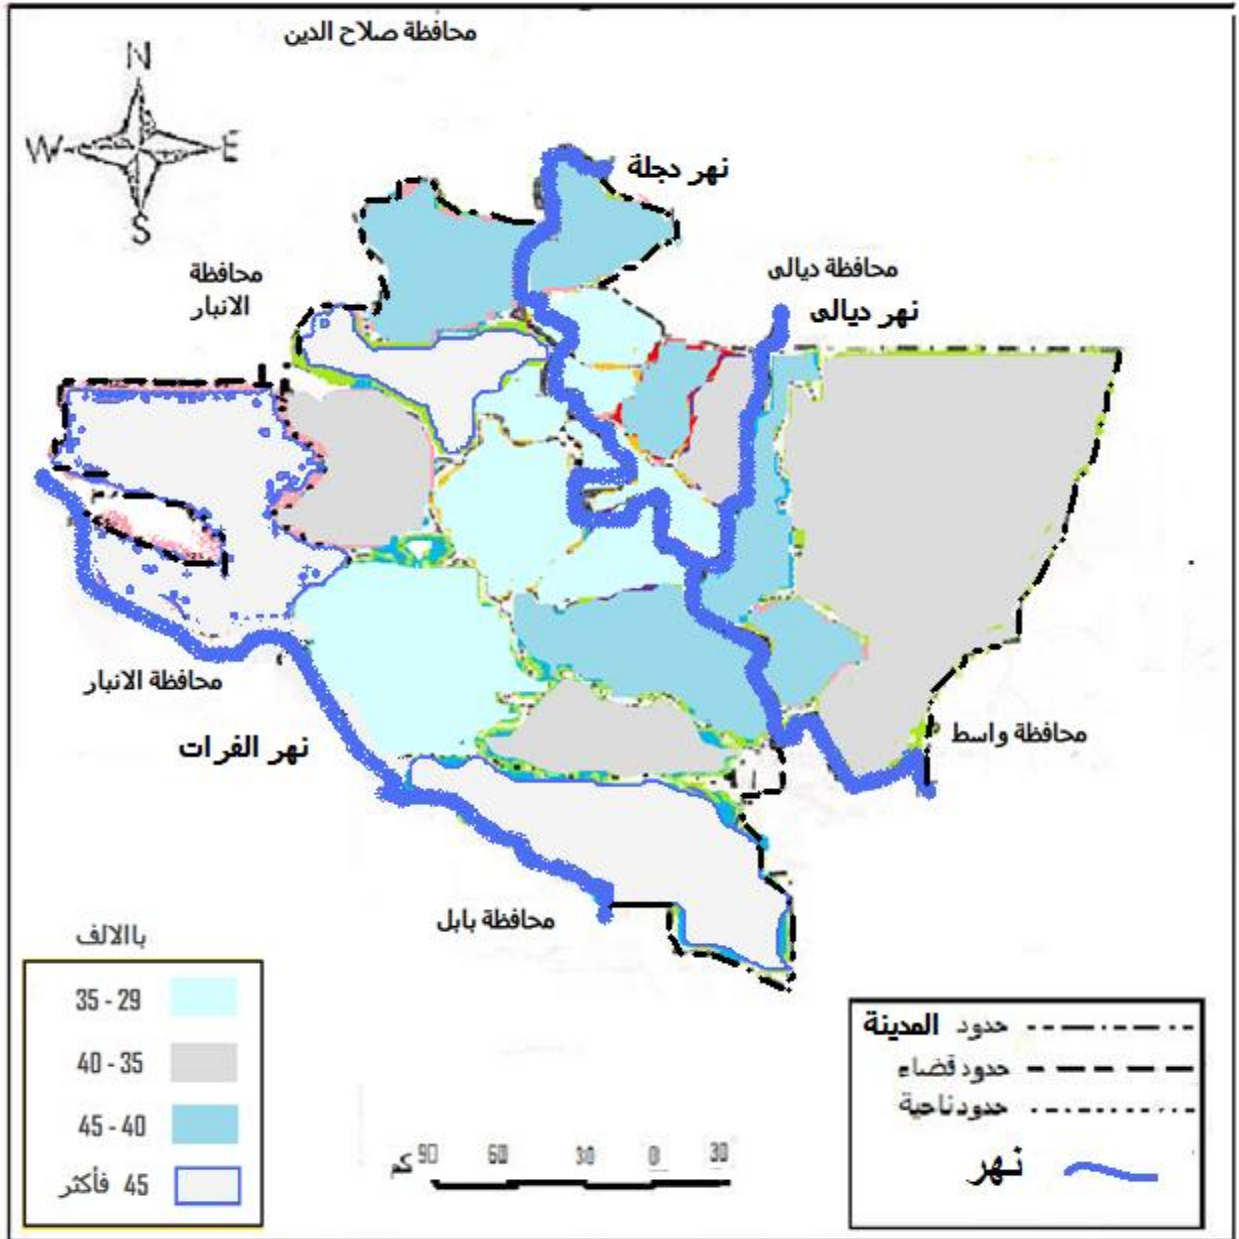 محافظة صلاح الدين
N
W E
S
نهر دجلة
محافظة
الانبار
محافظة ديالى
نهر ديالى
محافظة الانبار
نهر الفرات
محافظة واسط
محافظة بابل
باالالف
35 - 29
40 - 35
45 - 40
45 فأكثر
كم 90 60 30 0 30
حدود المدينة
حدود قضاء
حدود ناحية
نهر